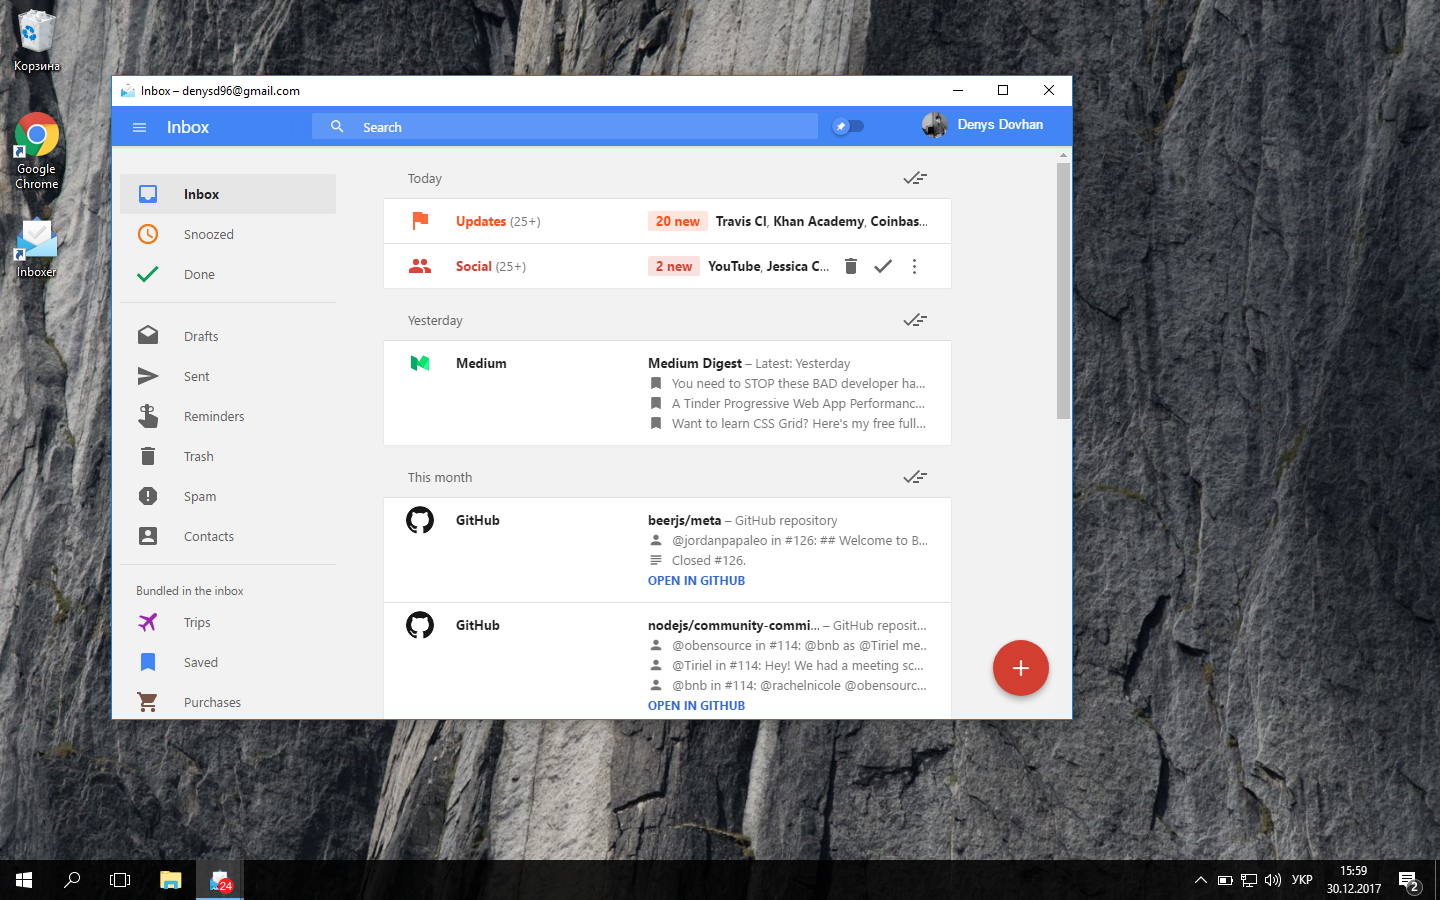 Корзина
Google
Chrome
Inboxer
Inbox – denysd96@gmail.com
Inbox
Search
Denys Dovhan
Inbox
Snoozed
Done
Drafts
Sent
Reminders
Trash
Spam
Contacts
Bundled in the inbox
Trips
Saved
Purchases
Today
Updates (25+)
20 new Travis CI, Khan Academy, Coinbas...
Social (25+)
2 new YouTube, Jessica C...
Yesterday
Medium
Medium Digest – Latest: Yesterday
You need to STOP these BAD developer ha...
A Tinder Progressive Web App Performanc...
Want to learn CSS Grid? Here's my free full...
This month
GitHub
beerjs/meta – GitHub repository
@jordanpapaleo in #126: ## Welcome to B...
Closed #126.
OPEN IN GITHUB
GitHub
nodejs/community-commi... – GitHub reposit...
@obensource in #114: @bnb as @Tiriel me...
@Tiriel in #114: Hey! We had a meeting sc...
@bnb in #114: @rachelnicole @obensourc...
OPEN IN GITHUB
24
УКР
15:59
30.12.2017
2